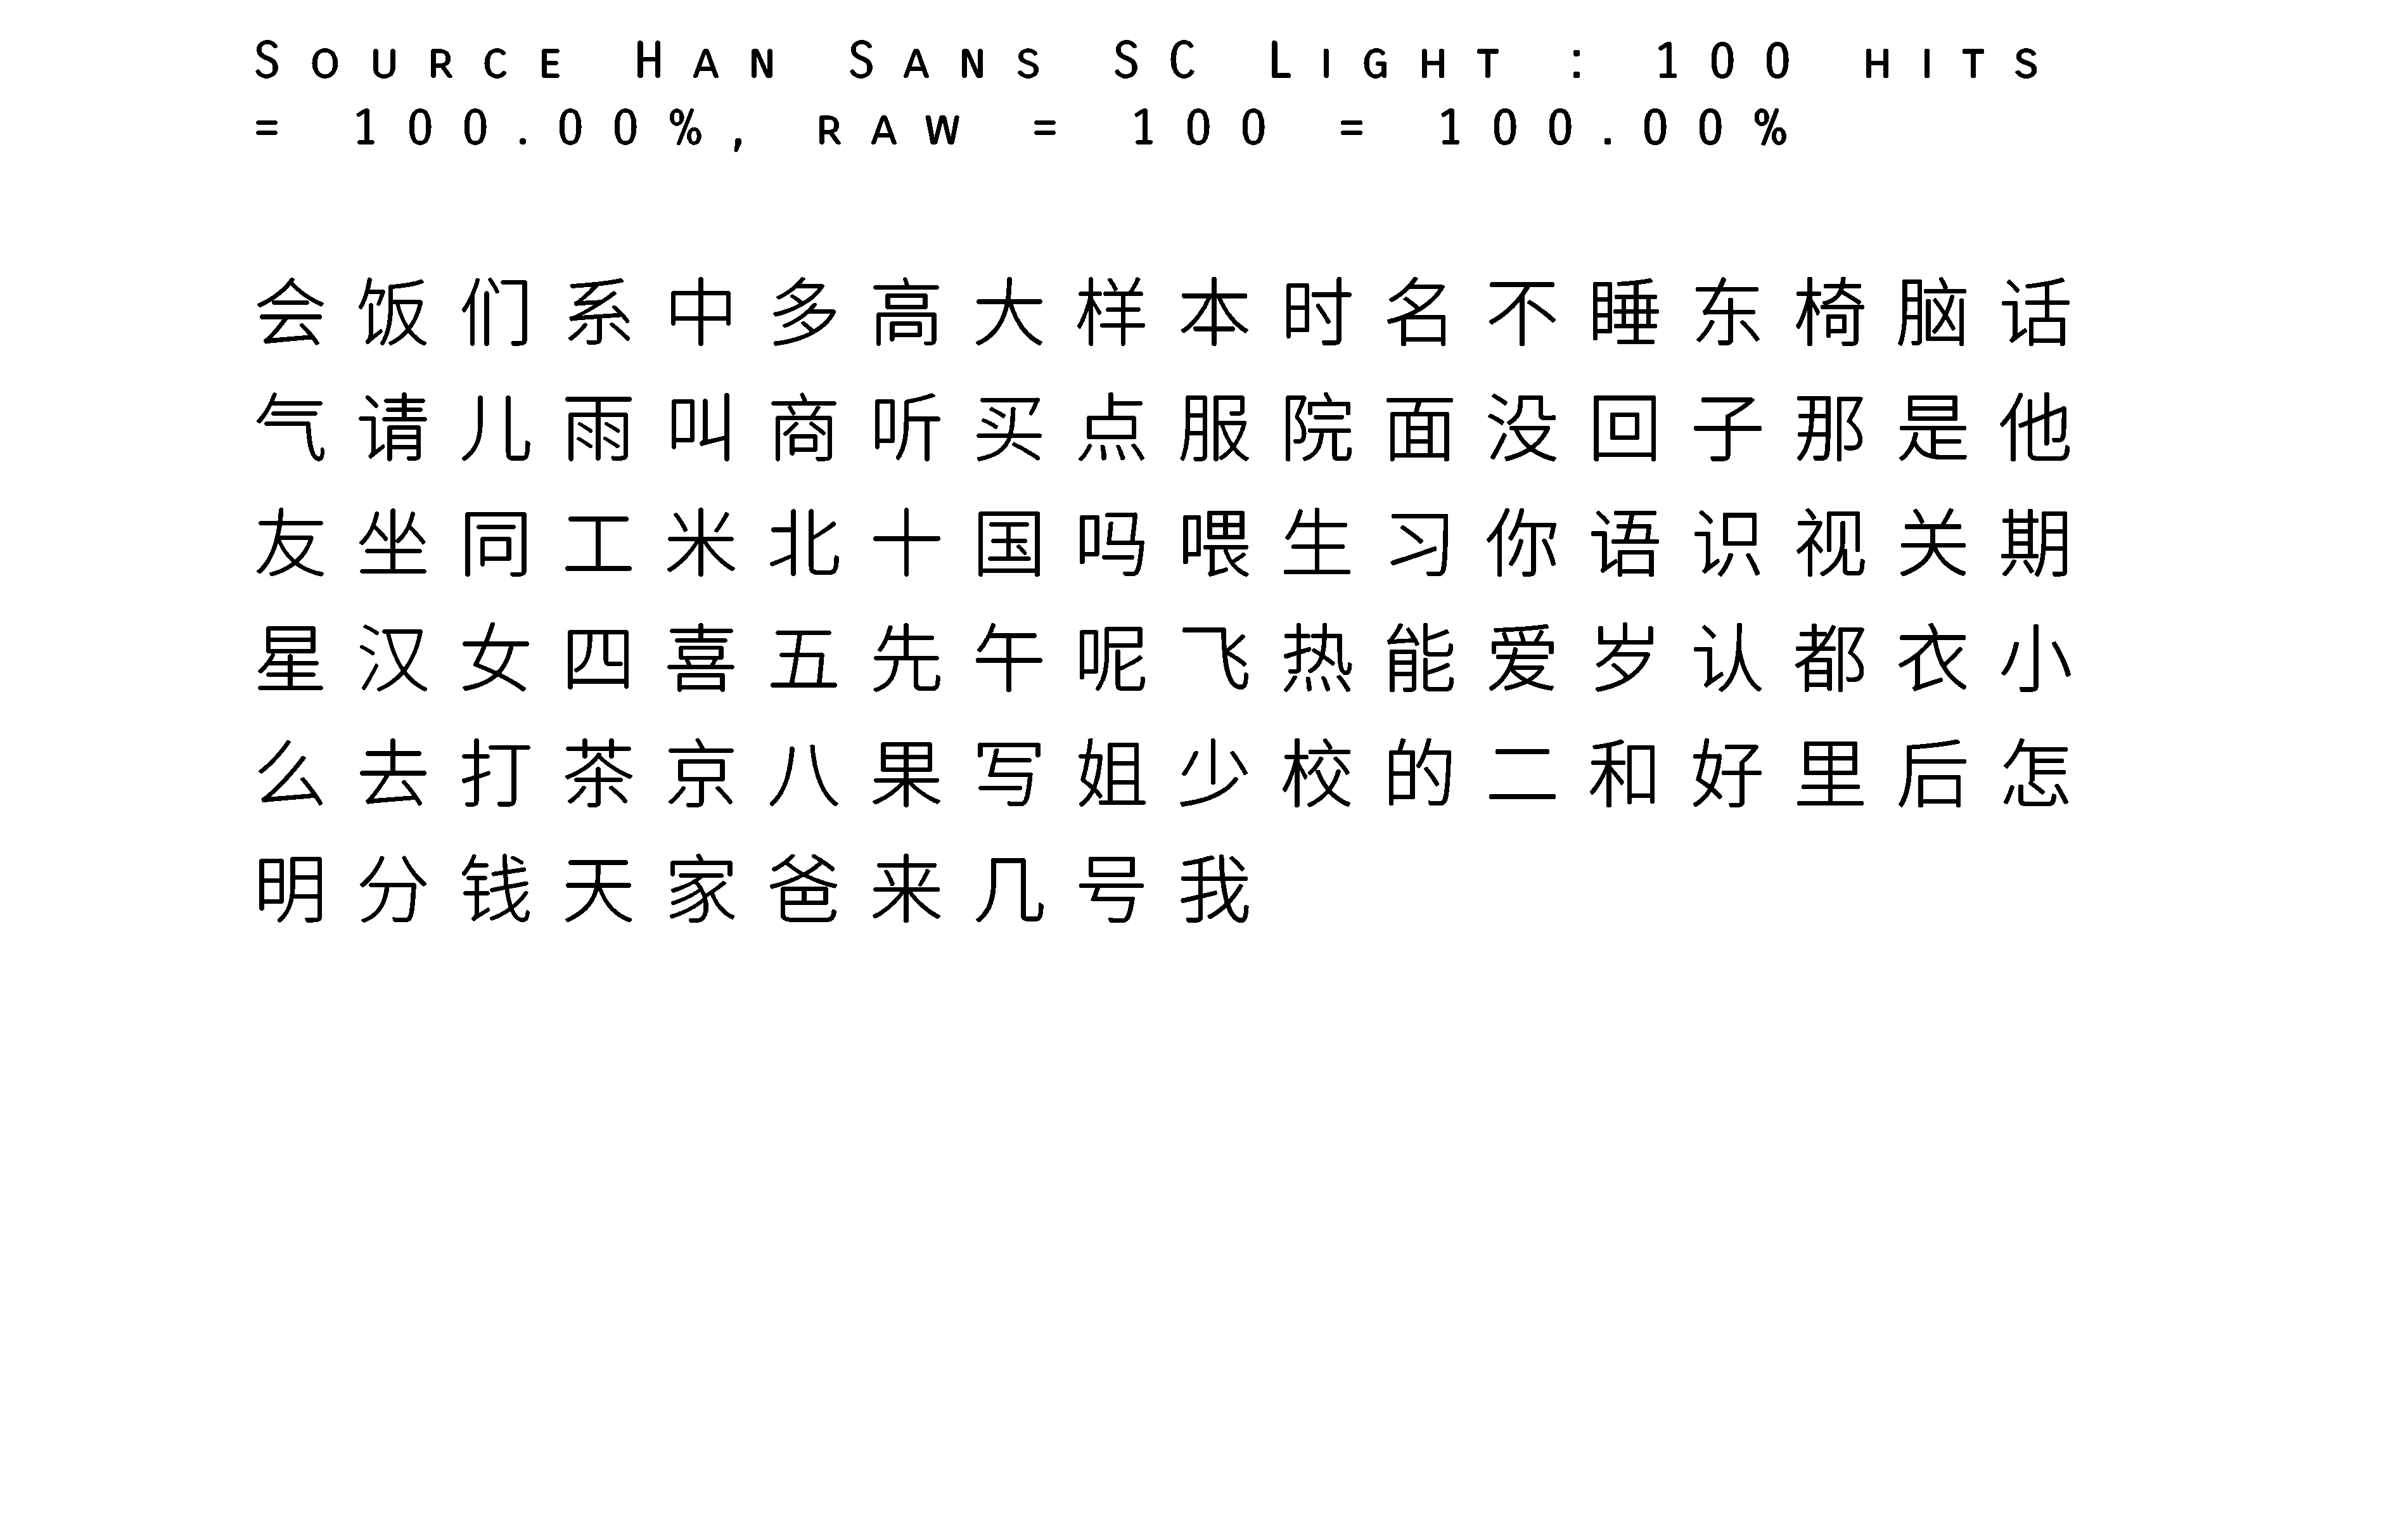 Source Han Sans SC Light : 100 hits
= 100.00%, raw = 100 = 100.00%
会饭们系中多高大样本时名不睡东椅脑话
气请儿雨叫商听买点服院面没回子那是他
友坐同工米北十国吗喂生习你语识视关期
星汉女四喜五先午呢飞热能爱岁认都衣小
么去打茶京八果写姐少校的二和好里后怎
明分钱天家爸来几号我